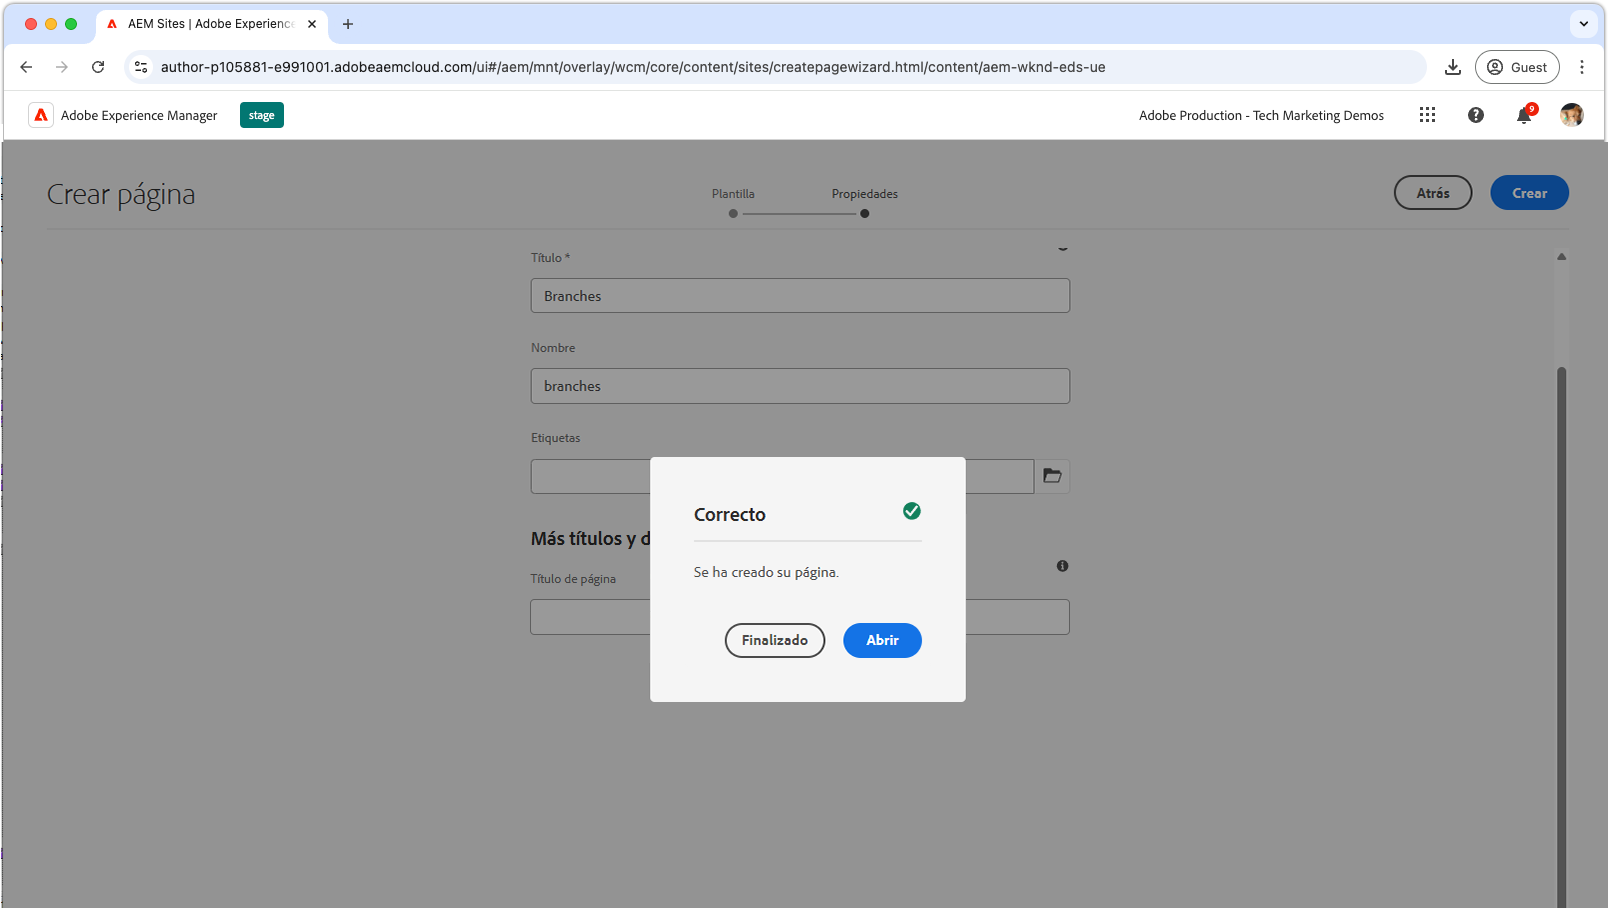 AEM Sites | Adobe Experience
author-p105881-e991001.adobeaemcloud.com/ui#/aem/mnt/overlay/wcm/core/content/sites/createpagewizard.html/content/aem-wknd-eds-ue
Guest
Adobe Experience Manager
stage
Adobe Production - Tech Marketing Demos
9
Crear página
Plantilla
Propiedades
Atrás
Crear
Título *
Branches
Nombre
branches
Etiquetas
Más títulos y d
Título de página
Correcto
Se ha creado su página.
Finalizado
Abrir